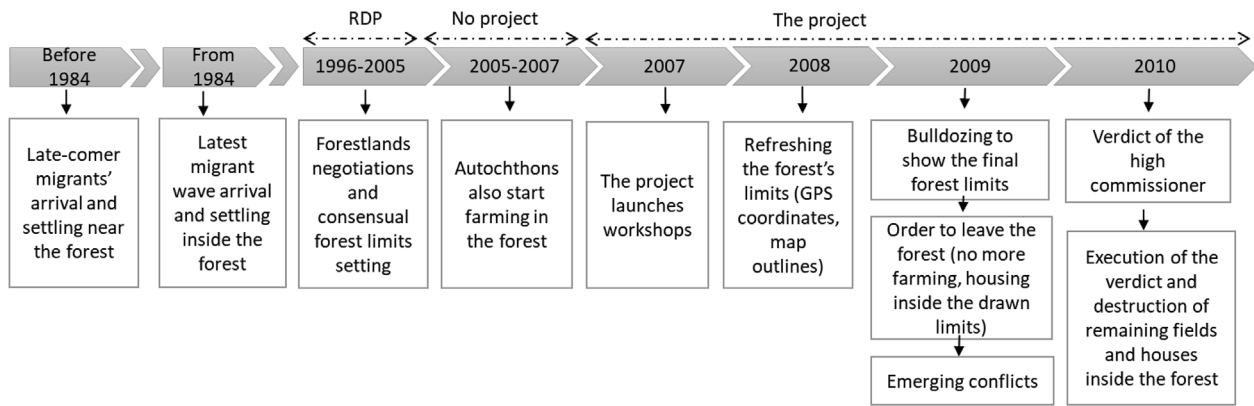 RDP
No project
The project
Before
1984
From
1984
1996-2005
2005-2007
2007
2008
2009
2010
Late-comer
migrants'
arrival and
settling near
the forest
Latest
migrant
wave arrival
and settling
inside the
forest
Forestlands
negotiations
and
consensual
forest limits
setting
Autochthons
also start
farming in
the forest
The project
launches
workshops
Refreshing
the forest's
limits (GPS
coordinates,
map
outlines)
Bulldozing to
show the final
forest limits
Order to leave the
forest (no more
farming, housing
inside the drawn
limits)
Emerging conflicts
Verdict of the
high
commissioner
Execution of the
verdict and
destruction of
remaining fields
and houses
inside the forest